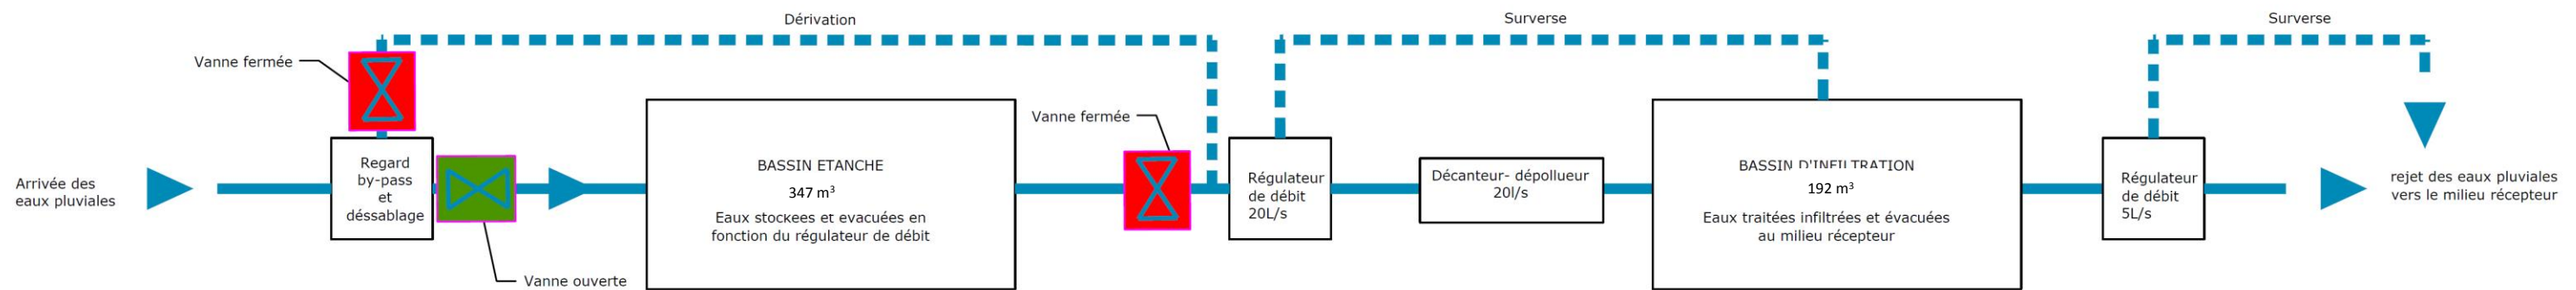 Dérivation
Surverse
Surverse
Vanne fermée
Vanne fermée
Arrivée des
eaux pluviales
Regard
by-pass
et
déssablage
Vanne ouverte
BASSIN ETANCHE
347 m³
Eaux stockees et evacuées en
fonction du régulateur de débit
Régulateur
de débit
20L/s
Décanteur- dépollueur
20l/s
BASSIN D'INFILTRATION
192 m³
Eaux traitées infiltrées et évacuées
au milieu récepteur
Régulateur
de débit
5L/s
rejet des eaux pluviales
vers le milieu récepteur